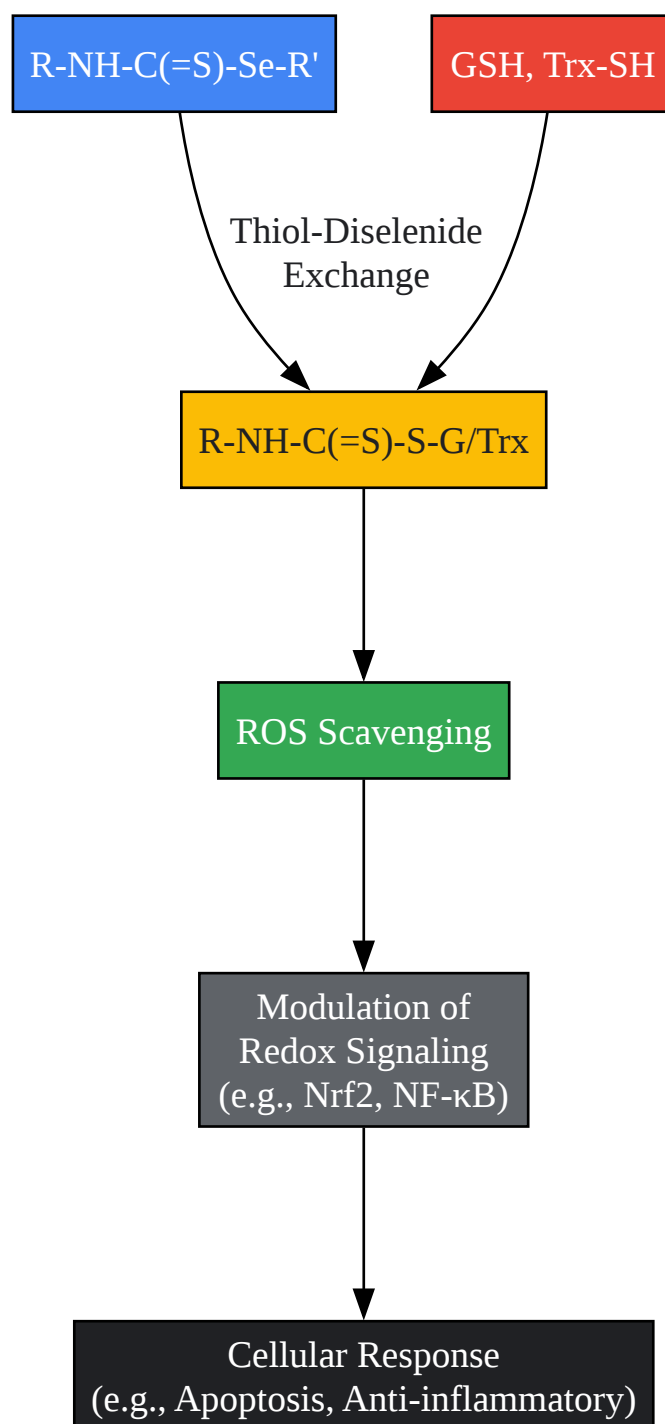 R-NH-C(=S)-Se-R'
GSH, Trx-SH
Thiol-Diselenide
Exchange
R-NH-C(=S)-S-G/Trx
ROS Scavenging
Modulation of
Redox Signaling
(e.g., Nrf2, NF-κB)
Cellular Response
(e.g., Apoptosis, Anti-inflammatory)